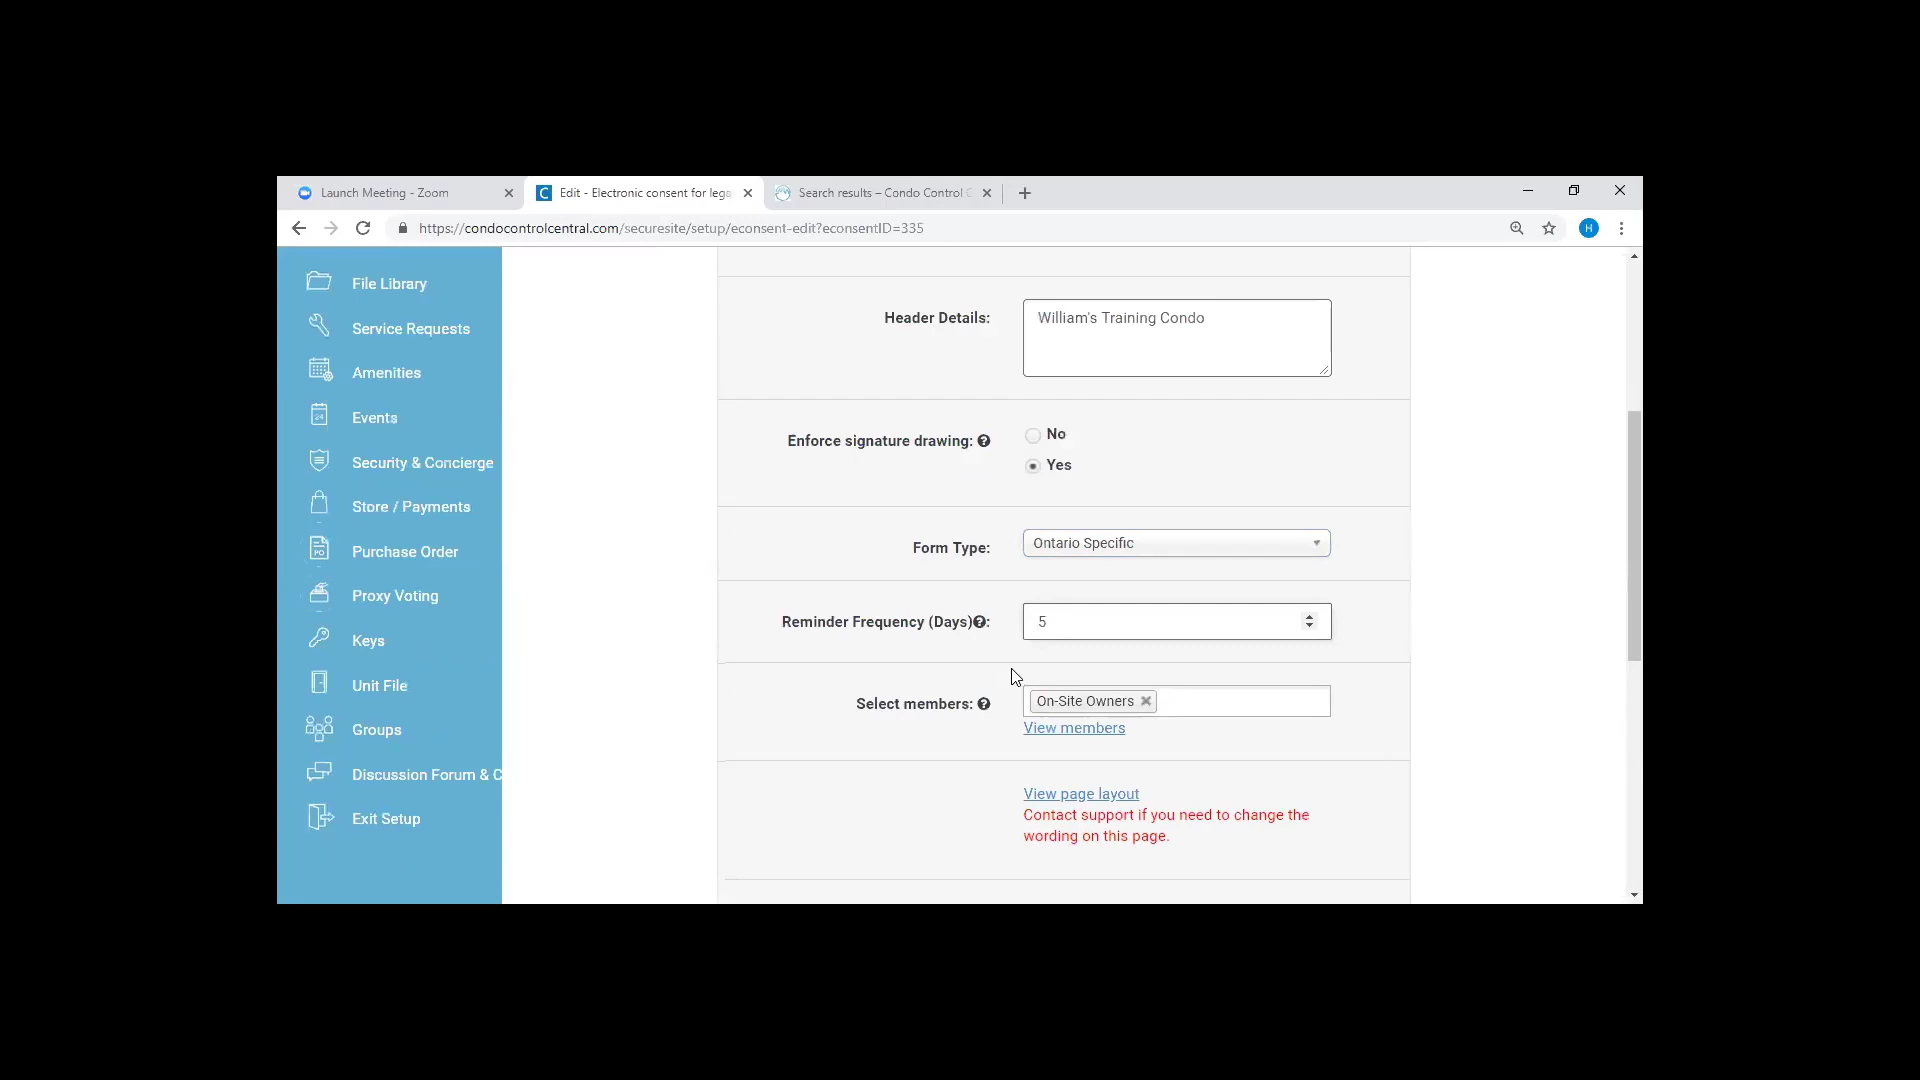 Launch Meeting - Zoom
Edit - Electronic consent for lega
Search results – Condo Control C
https://condocontrolcentral.com/securesite/setup/econsent-edit?econsentID=335
H
File Library
Service Requests
Amenities
24
Events
Security & Concierge
Store / Payments
PO
Purchase Order
Proxy Voting
Keys
Unit File
Groups
Discussion Forum & C
Exit Setup
Header Details:
William's Training Condo
Enforce signature drawing:
No
Yes
Form Type:
Ontario Specific
Reminder Frequency (Days)?:
5
Select members:
On-Site Owners
View members
View page layout
Contact support if you need to change the
wording on this page.